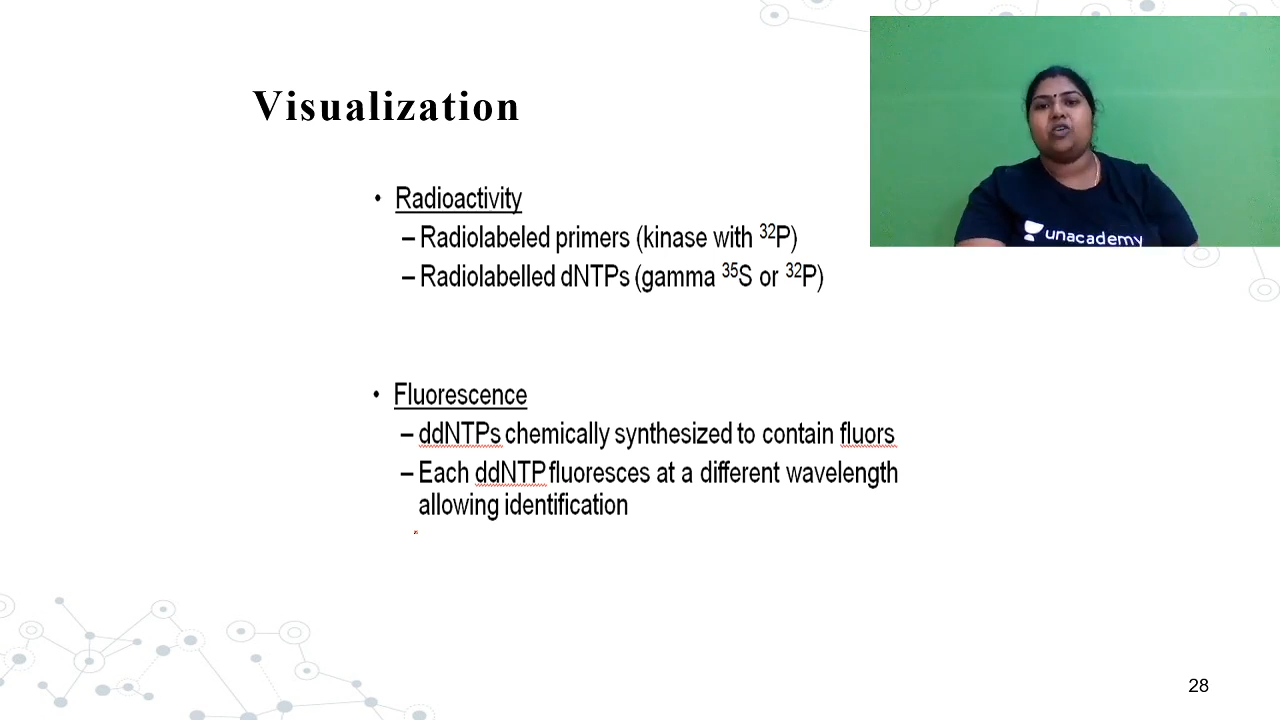 Visualization
• Radioactivity
– Radiolabeled primers (kinase with ³²P)
– Radiolabelled dNTPs (gamma ³⁵S or ³²P)
• Fluorescence
– ddNTPs chemically synthesized to contain fluors
– Each ddNTP fluoresces at a different wavelength
allowing identification
unacademy
28